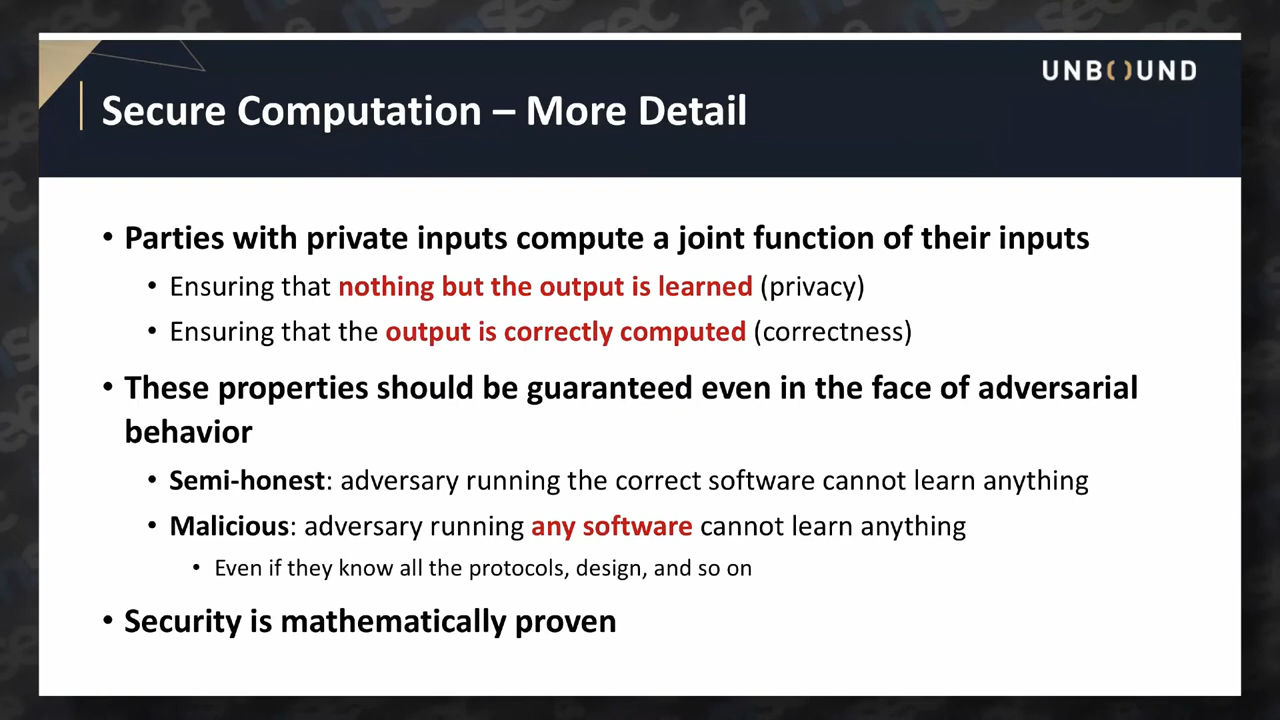 UNBOUND
Secure Computation – More Detail
• Parties with private inputs compute a joint function of their inputs
• Ensuring that nothing but the output is learned (privacy)
• Ensuring that the output is correctly computed (correctness)
• These properties should be guaranteed even in the face of adversarial
behavior
• Semi-honest: adversary running the correct software cannot learn anything
• Malicious: adversary running any software cannot learn anything
• Even if they know all the protocols, design, and so on
• Security is mathematically proven